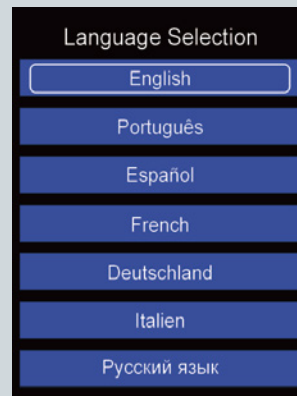 Language Selection
English
Português
Español
French
Deutschland
Italien
Русский язык